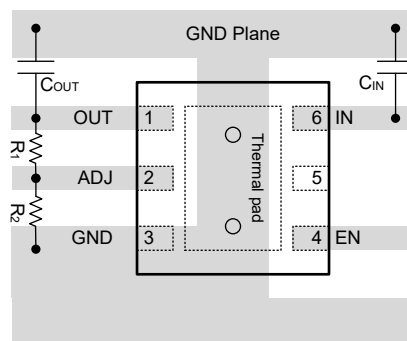 GND Plane
COUT
CIN
OUT 1 6 IN
R1
ADJ 2 5
R2
GND 3 4 EN
Thermal pad